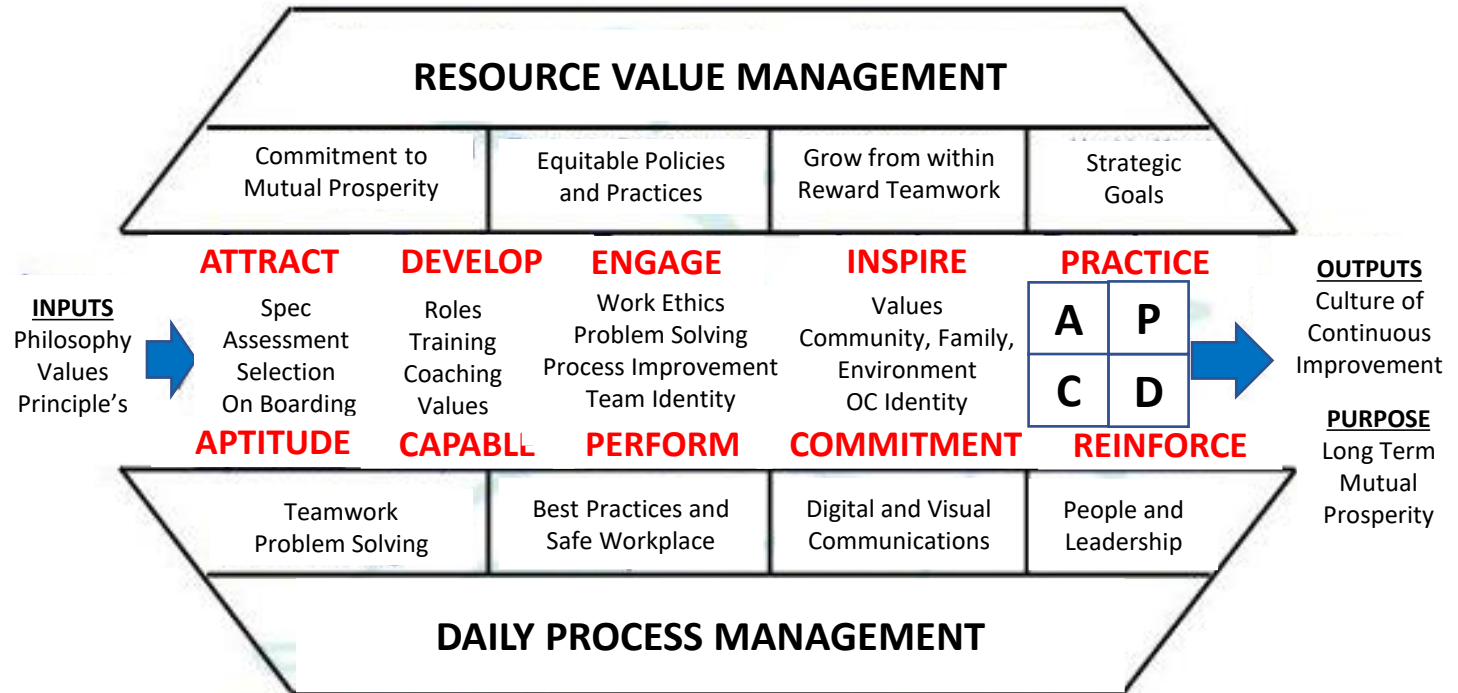 RESOURCE VALUE MANAGEMENT
Commitment to
Mutual Prosperity
Equitable Policies
and Practices
Grow from within
Reward Teamwork
Strategic
Goals
INPUTS
Philosophy
Values
Principle’s
ATTRACT
Spec
Assessment
Selection
On Boarding
APTITUDE
DEVELOP
Roles
Training
Coaching
Values
CAPABLE
ENGAGE
Work Ethics
Problem Solving
Process Improvement
Team Identity
PERFORM
INSPIRE
Values
Community, Family,
Environment
OC Identity
COMMITMENT
PRACTICE
A P
C D
REINFORCE
OUTPUTS
Culture of
Continuous
Improvement
PURPOSE
Long Term
Mutual
Prosperity
Teamwork
Problem Solving
Best Practices and
Safe Workplace
Digital and Visual
Communications
People and
Leadership
DAILY PROCESS MANAGEMENT